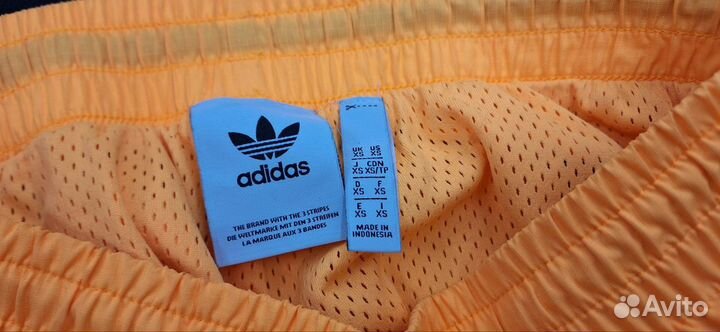 adidas
THE BRAND WITH THE 3 STRIPES
DIE WELTMARKE MIT DEN 3 STREIFEN
LA MARQUE AUX 3 BANDES
UK US
XS XS
J CDN
XS XS/TP
D F
XS XS
E I
XS XS
MADE IN
INDONESIA
Avito